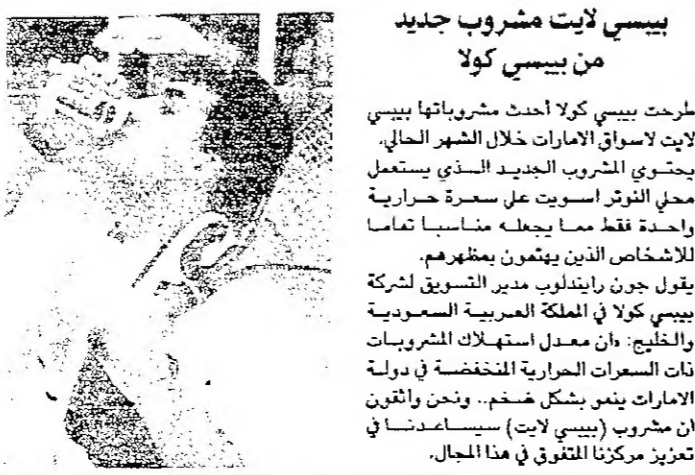 بيبسي لايت مشروب جديد
من بيبسي كولا
طرحت بيبسي كولا أحدث مشروباتها بيبسي
لايت لاسواق الامارات خلال الشهر الحالي.
يحتوي المشروب الجديد الذي يستعمل
محلي النوتر اسويت على سعرة حرارية
واحدة فقط مما يجعله مناسبا تماما
للاشخاص الذين يهتمون بمظهرهم.
يقول جون رايندلوب مدير التسويق لشركة
بيبسي كولا في المملكة العربية السعودية
والخليج: «ان معدل استهلاك المشروبات
ذات السعرات الحرارية المنخفضة في دولة
الامارات ينمو بشكل ضخم.. ونحن واثقون
ان مشروب (بيبسي لايت) سيساعدنا في
تعزيز مركزنا المتفوق في هذا المجال.